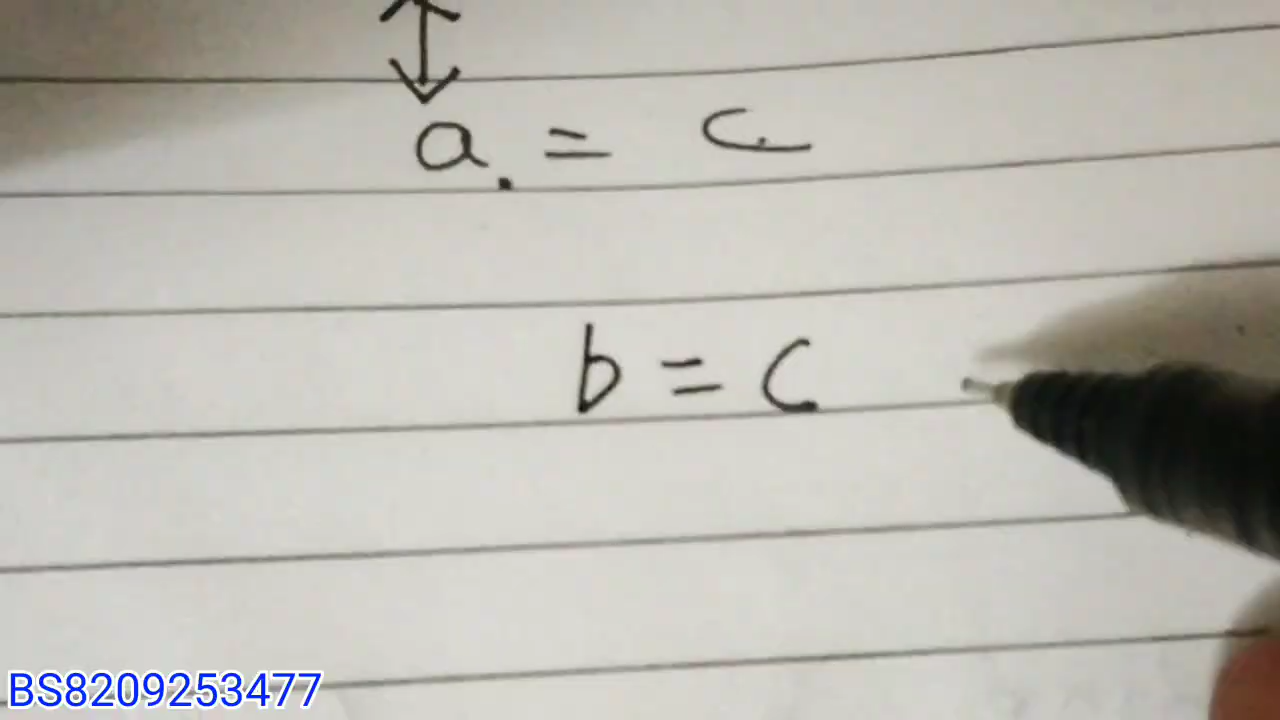 a. = c
b = c
BS8209253477